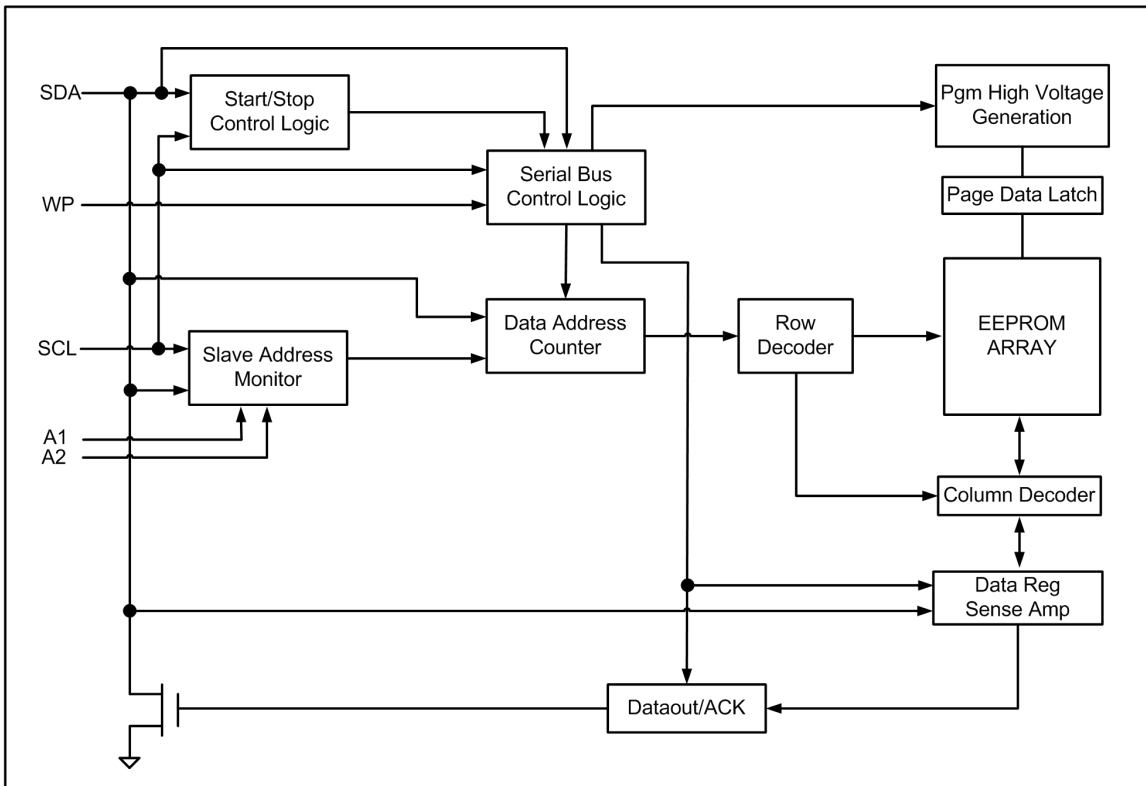 SDA
Start/Stop
Control Logic
Pgm High Voltage
Generation
Serial Bus
Control Logic
WP
Page Data Latch
Data Address
Counter
Row
Decoder
EEPROM
ARRAY
SCL
Slave Address
Monitor
A1
A2
Column Decoder
Data Reg
Sense Amp
Dataout/ACK